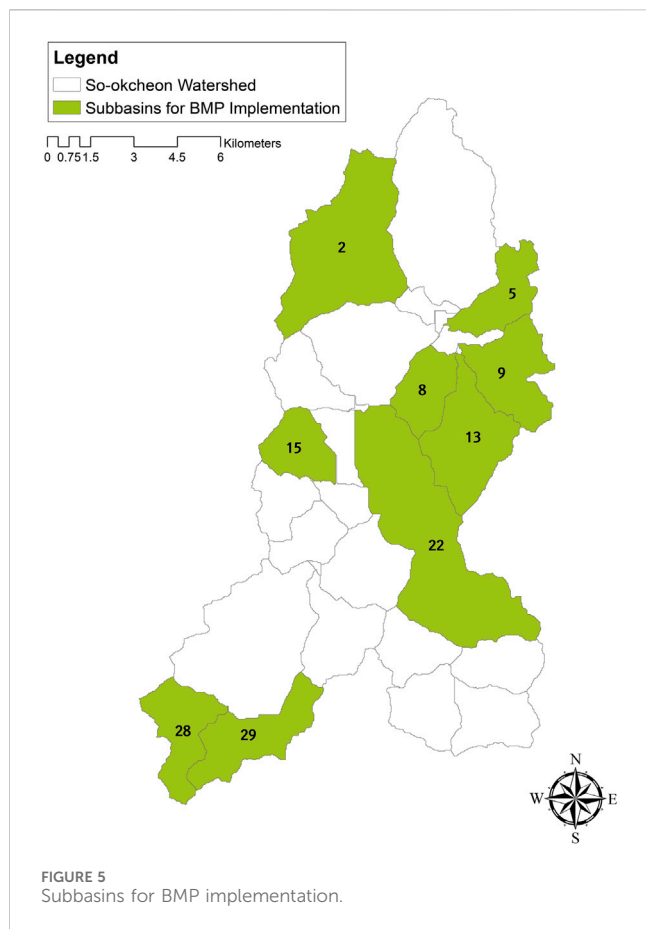 Legend
So-okcheon Watershed
Subbasins for BMP Implementation
Kilometers
0 0.75 1.5 3 4.5 6
2
5
9
8
13
15
22
28
29
N
W E
S
FIGURE 5
Subbasins for BMP implementation.